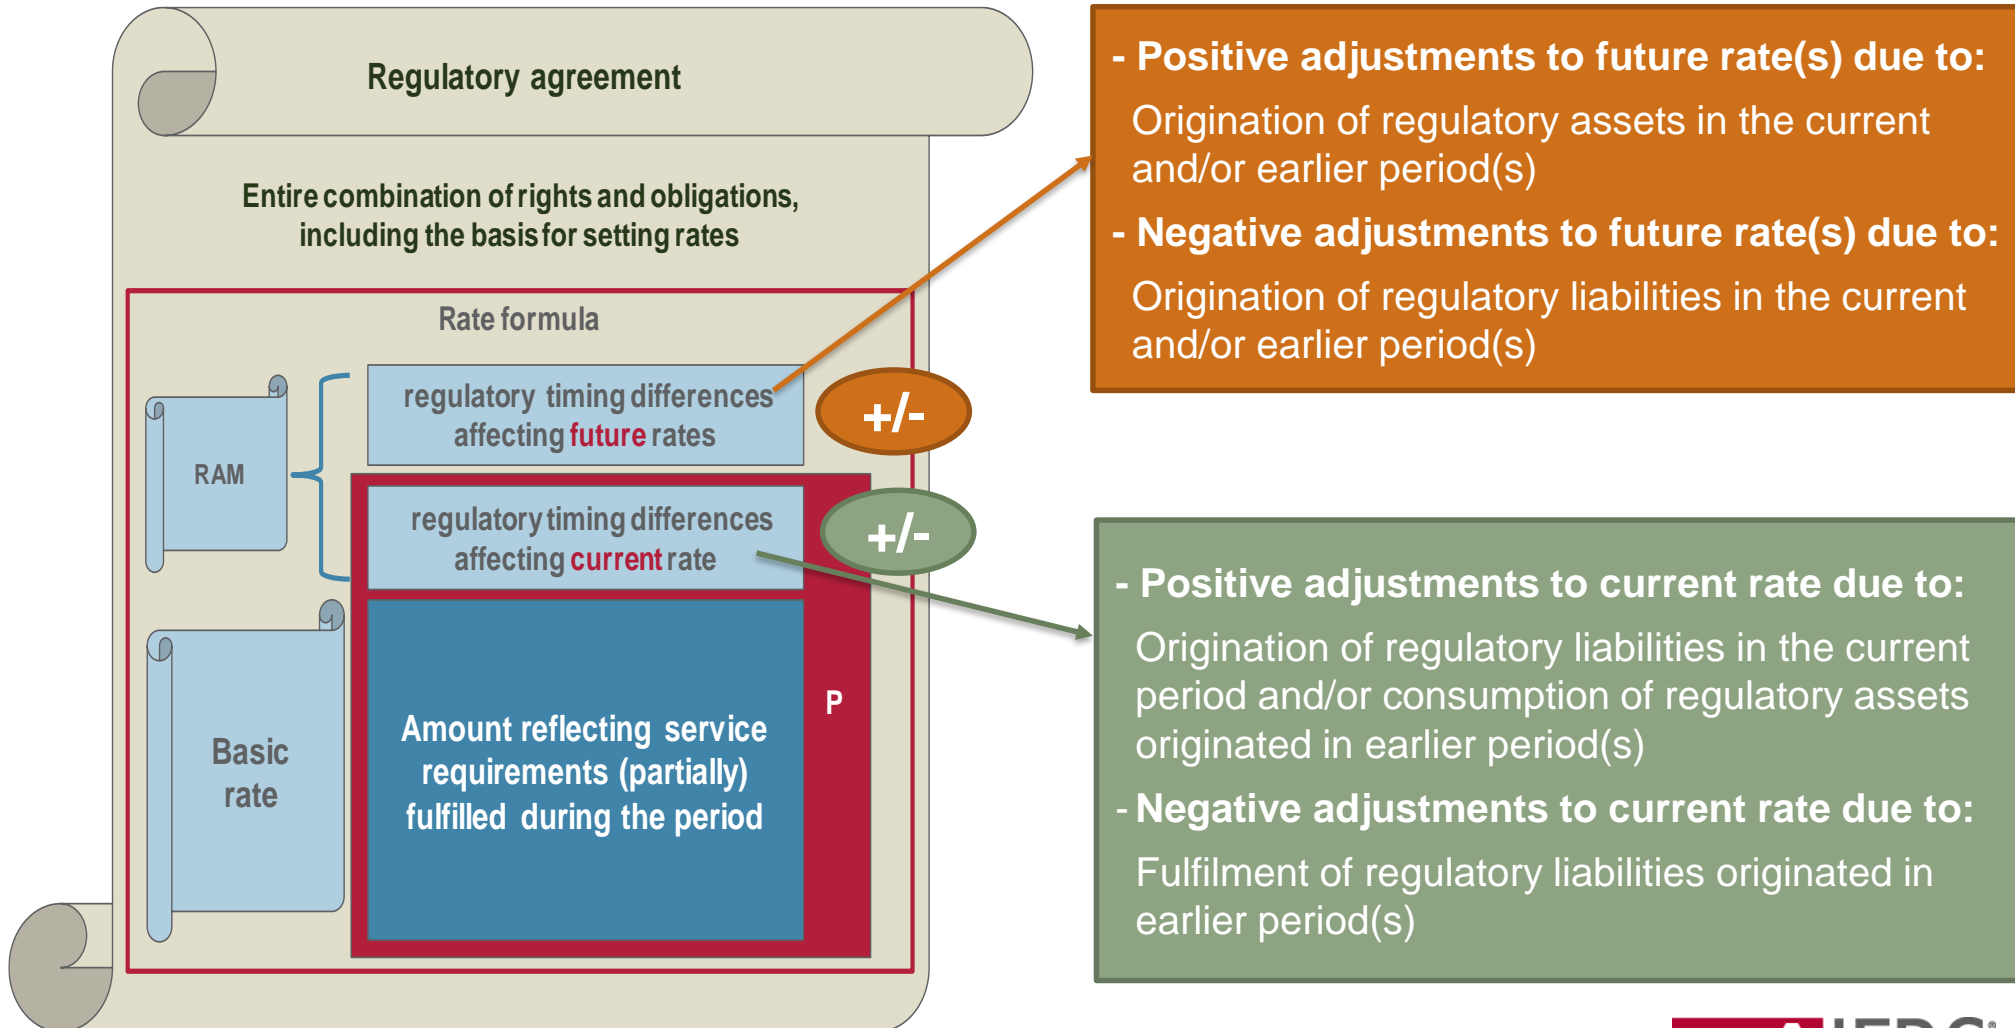 Regulatory agreement
Entire combination of rights and obligations,
including the basis for setting rates
Rate formula
RAM
regulatory timing differences
affecting future rates
+/-
regulatory timing differences
affecting current rate
+/-
Basic
rate
Amount reflecting service
requirements (partially)
fulfilled during the period
P
- Positive adjustments to future rate(s) due to:
Origination of regulatory assets in the current
and/or earlier period(s)
- Negative adjustments to future rate(s) due to:
Origination of regulatory liabilities in the current
and/or earlier period(s)
- Positive adjustments to current rate due to:
Origination of regulatory liabilities in the current
period and/or consumption of regulatory assets
originated in earlier period(s)
- Negative adjustments to current rate due to:
Fulfilment of regulatory liabilities originated in
earlier period(s)